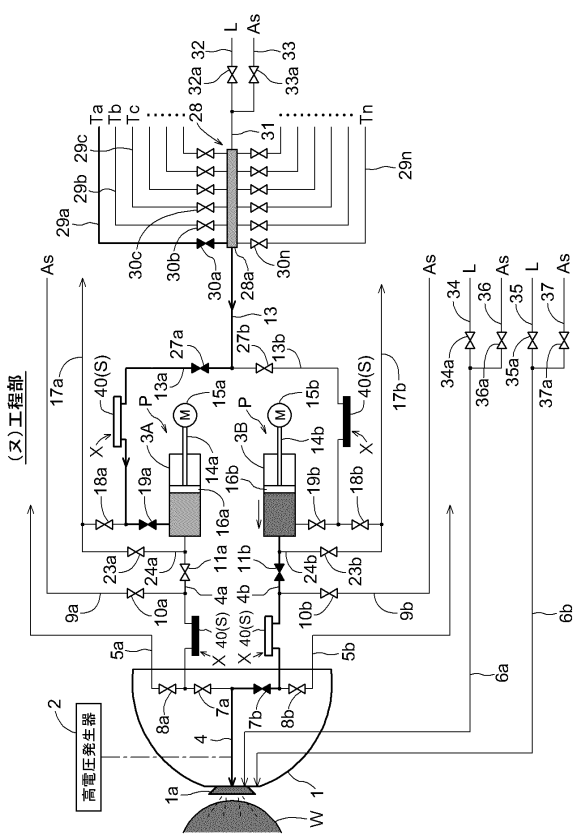 (ヌ)工程部
高電圧発生器
2
1a
W
1
4
5a
8a
7a
7b
8b
5b
6a
6b
9a
10a
X
40(S)
4a
11a
23a
24a
17a
As
18a
19a
X
40(S)
13a
27a
3A
P
M
15a
14a
16a
3B
P
M
15b
14b
16b
40(S)
X
4b
11b
10b
9b
24b
23b
19b
18b
X
40(S)
17b
As
13b
27b
13
28a
30a
30b
30c
30n
29a
29b
29c
29n
Ta
Tb
Tc
Tn
28
31
32a
32
L
33a
33
As
34a
34
L
36a
36
As
35a
35
L
37a
37
As